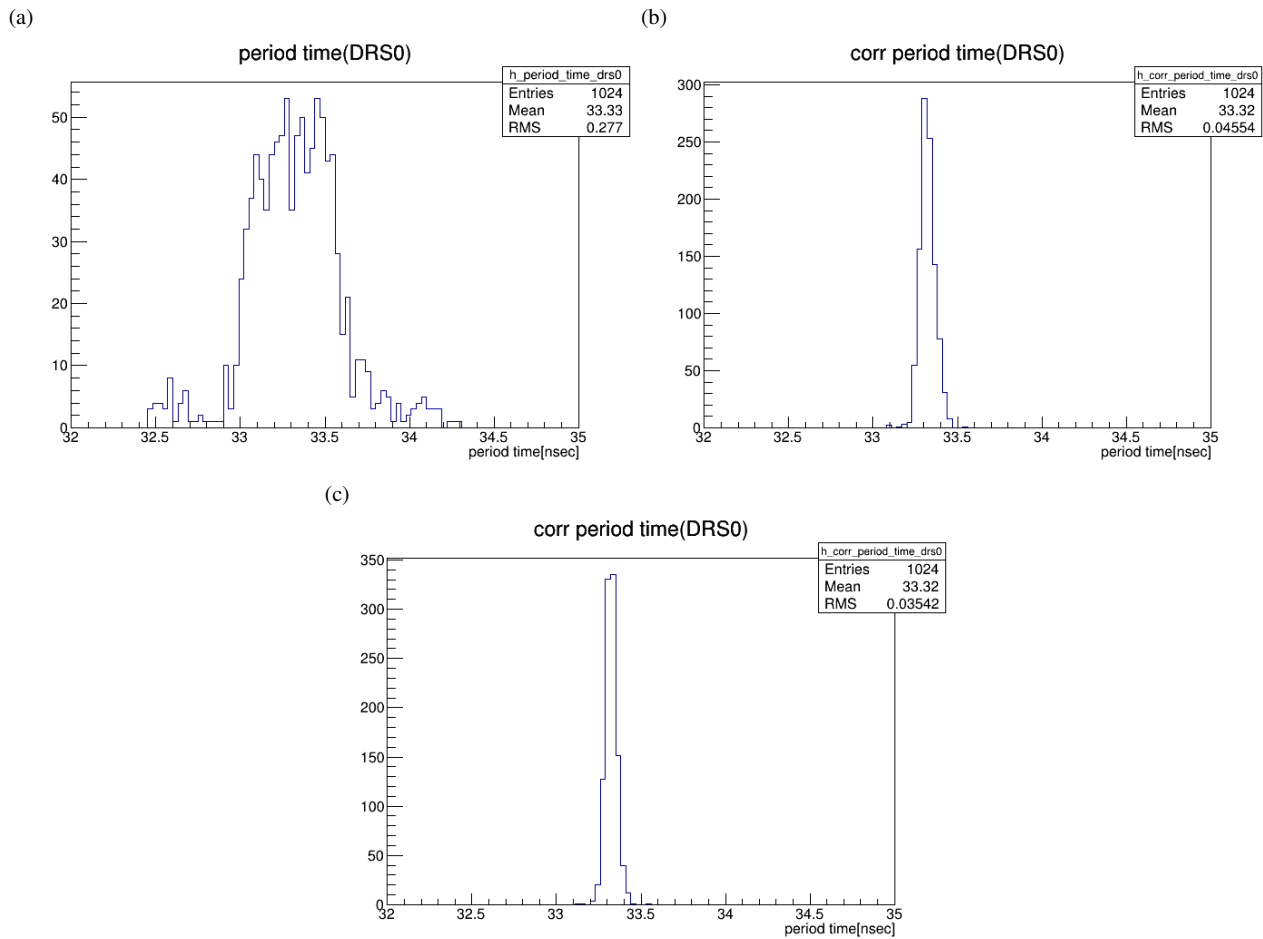 (a)
period time(DRS0)
h_period_time_drs0
Entries 1024
Mean 33.33
RMS 0.277
50
40
30
20
10
0
32 32.5 33 33.5 34 34.5 35
period time[nsec]
(b)
corr period time(DRS0)
h_corr_period_time_drs0
Entries 1024
Mean 33.32
RMS 0.04554
300
250
200
150
100
50
0
32 32.5 33 33.5 34 34.5 35
period time[nsec]
(c)
corr period time(DRS0)
h_corr_period_time_drs0
Entries 1024
Mean 33.32
RMS 0.03542
350
300
250
200
150
100
50
0
32 32.5 33 33.5 34 34.5 35
period time[nsec]